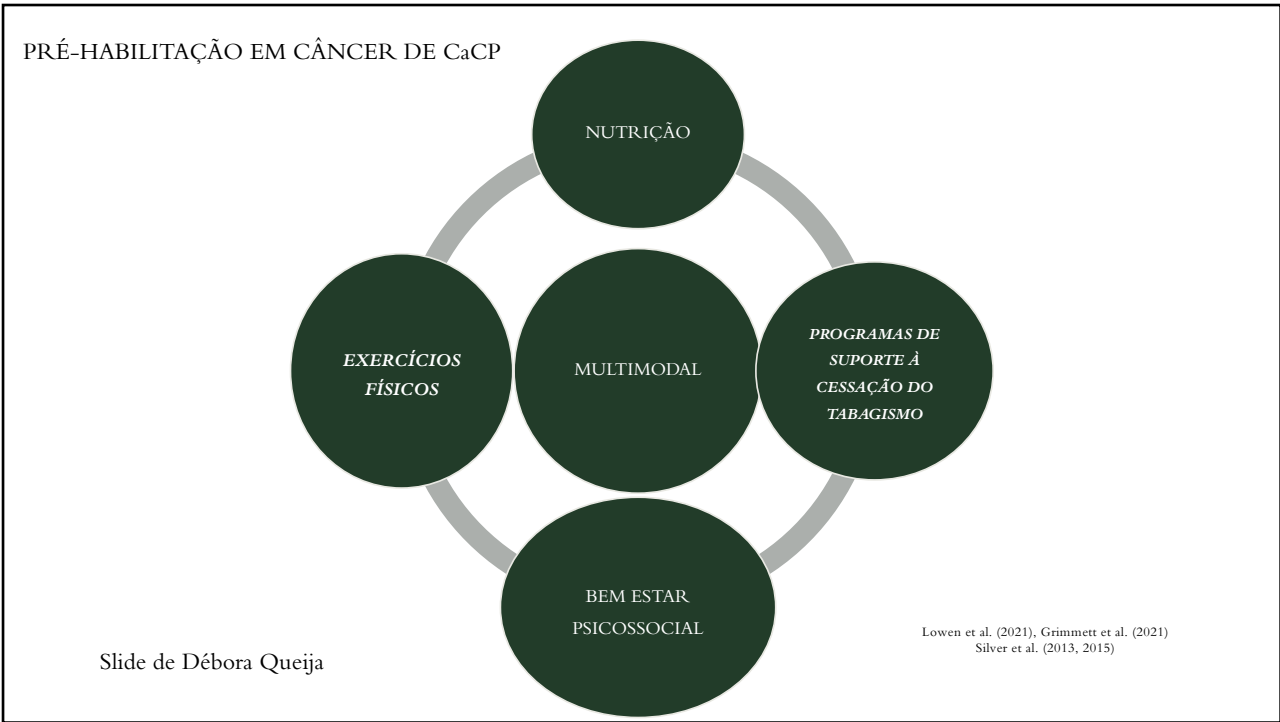 PRÉ-HABILITAÇÃO EM CÂNCER DE CaCP
NUTRIÇÃO
EXERCÍCIOS
FÍSICOS
MULTIMODAL
PROGRAMAS DE
SUPORTE À
CESSAÇÃO DO
TABAGISMO
BEM ESTAR
PSICOSSOCIAL
Lowen et al. (2021), Grimmett et al. (2021)
Silver et al. (2013, 2015)
Slide de Débora Queija